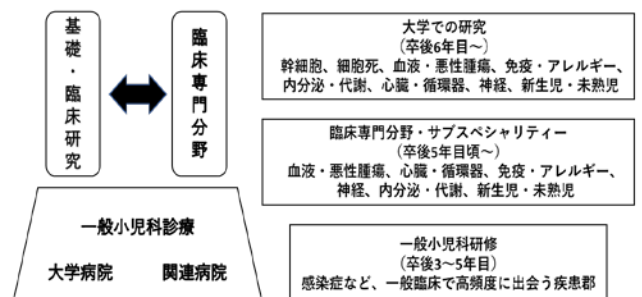 基礎・臨床研究
臨床専門分野
一般小児科診療
大学病院 関連病院
大学での研究
(卒後6年目～)
幹細胞、細胞死、血液・悪性腫瘍、免疫・アレルギー、
内分泌・代謝、心臓・循環器、神経、新生児・未熟児
臨床専門分野・サブスペシャリティー
(卒後5年目頃～)
血液・悪性腫瘍、心臓・循環器、免疫・アレルギー、
神経、内分泌・代謝、新生児・未熟児
一般小児科研修
(卒後3～5年目)
感染症など、一般臨床で高頻度に出会う疾患郡